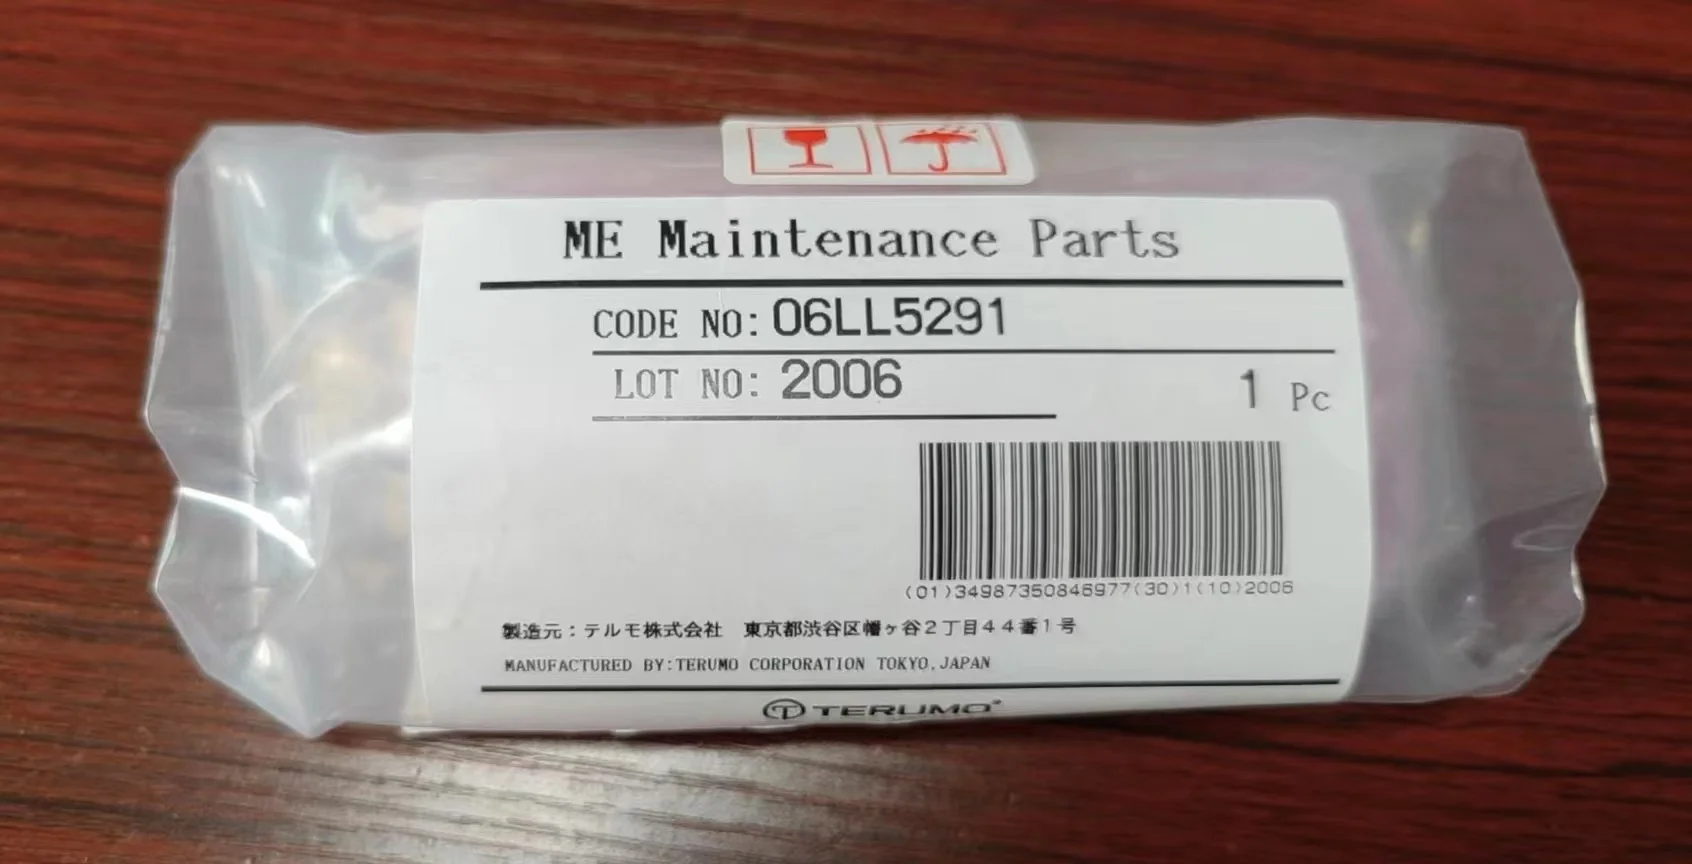 ME Maintenance Parts
CODE NO: 06LL5291
LOT NO: 2006
1 Pc
(01)34987350846977(30)1(10)2006
製造元：テルモ株式会社 東京都渋谷区幡ヶ谷2丁目44番1号
MANUFACTURED BY:TERUMO CORPORATION TOKYO,JAPAN
TERUMO®